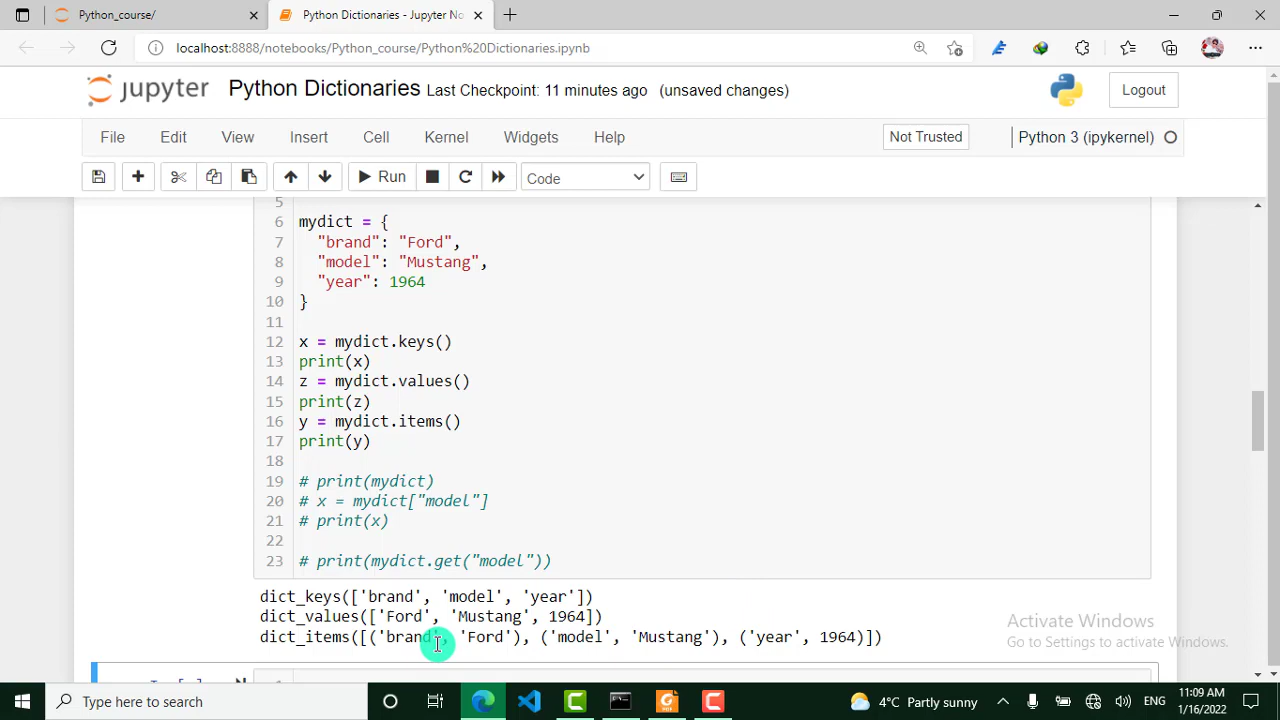 Python_course/
Python Dictionaries - Jupyter No
localhost:8888/notebooks/Python_course/Python%20Dictionaries.ipynb
jupyter Python Dictionaries Last Checkpoint: 11 minutes ago (unsaved changes) Logout
File Edit View Insert Cell Kernel Widgets Help Not Trusted Python 3 (ipykernel)
Run Code
5
6 mydict = {
7 "brand": "Ford",
8 "model": "Mustang",
9 "year": 1964
10 }
11
12 x = mydict.keys()
13 print(x)
14 z = mydict.values()
15 print(z)
16 y = mydict.items()
17 print(y)
18
19 # print(mydict)
20 # x = mydict["model"]
21 # print(x)
22
23 # print(mydict.get("model"))
dict_keys(['brand', 'model', 'year'])
dict_values(['Ford', 'Mustang', 1964])
dict_items([('brand', 'Ford'), ('model', 'Mustang'), ('year', 1964)])
Activate Windows
Go to Settings to activate Windows.
Type here to search
4°C Partly sunny
ENG
11:09 AM
1/16/2022